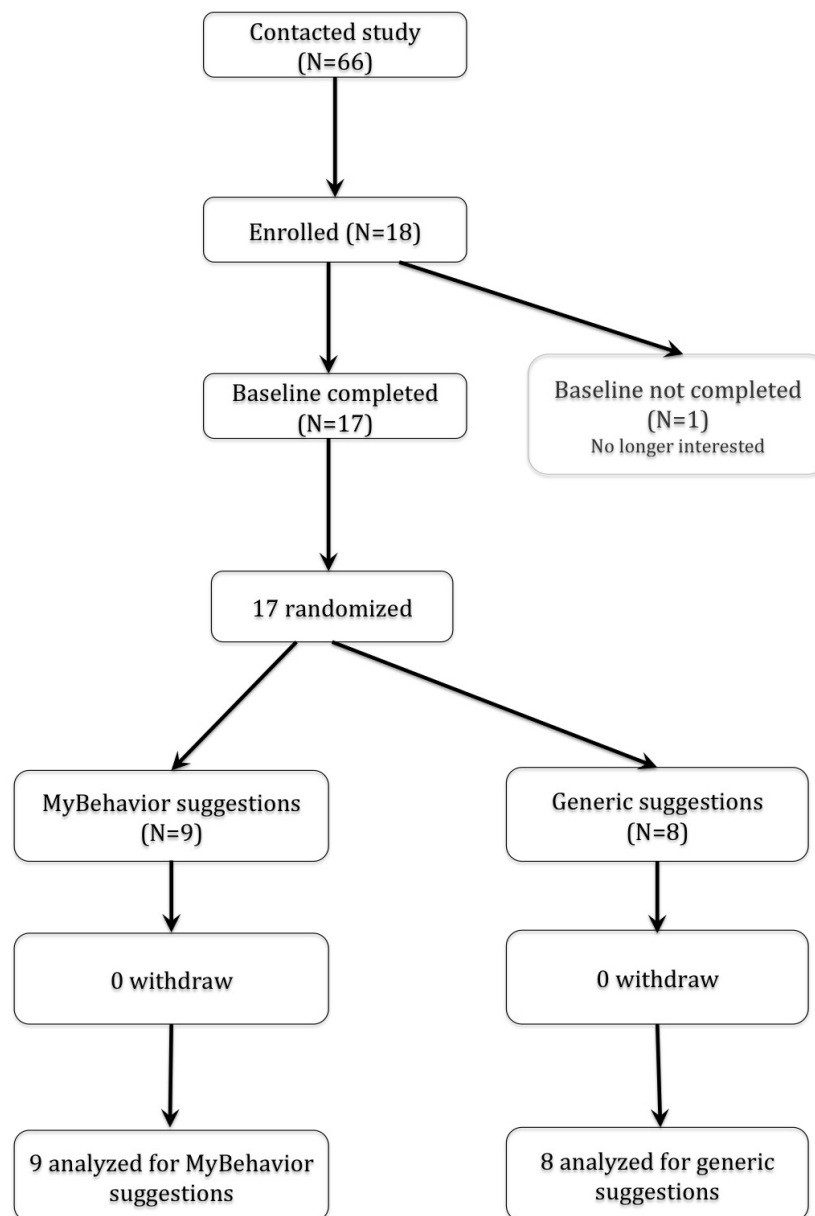 Contacted study
(N=66)
Enrolled (N=18)
Baseline completed
(N=17)
Baseline not completed
(N=1)
No longer interested
17 randomized
MyBehavior suggestions
(N=9)
Generic suggestions
(N=8)
0 withdraw
0 withdraw
9 analyzed for MyBehavior
suggestions
8 analyzed for generic
suggestions